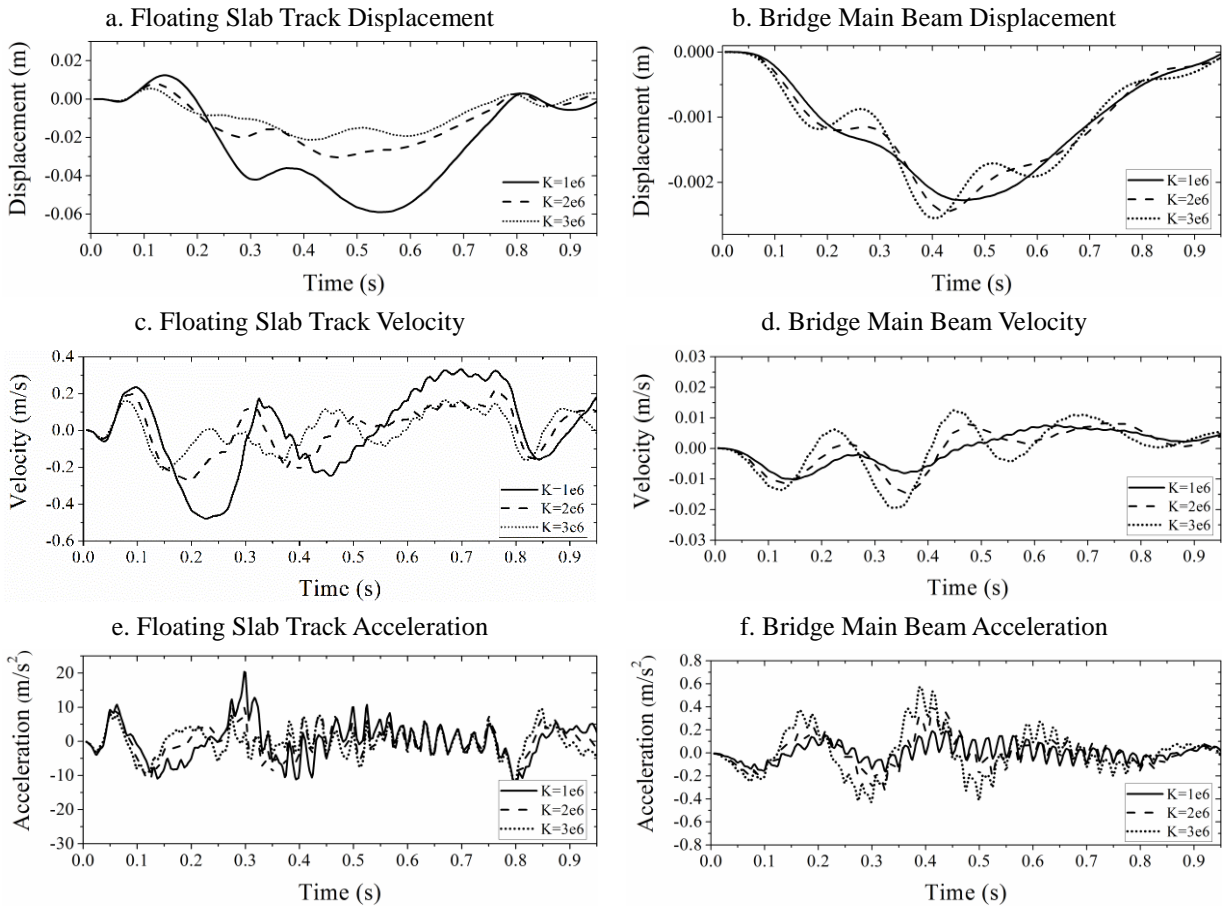 a. Floating Slab Track Displacement
Displacement (m)
0.02
0.00
-0.02
-0.04
-0.06
K=1e6
K=2e6
K=3e6
0.0 0.1 0.2 0.3 0.4 0.5 0.6 0.7 0.8 0.9
Time (s)
b. Bridge Main Beam Displacement
Displacement (m)
0.000
-0.001
-0.002
K=1e6
K=2e6
K=3e6
0.0 0.1 0.2 0.3 0.4 0.5 0.6 0.7 0.8 0.9
Time (s)
c. Floating Slab Track Velocity
Velocity (m/s)
0.4
0.2
0.0
-0.2
-0.4
-0.6
K=1e6
K=2e6
K=3e6
0.0 0.1 0.2 0.3 0.4 0.5 0.6 0.7 0.8 0.9
Time (s)
d. Bridge Main Beam Velocity
Velocity (m/s)
0.03
0.02
0.01
0.00
-0.01
-0.02
-0.03
K=1e6
K=2e6
K=3e6
0.0 0.1 0.2 0.3 0.4 0.5 0.6 0.7 0.8 0.9
Time (s)
e. Floating Slab Track Acceleration
Acceleration (m/s²)
20
10
0
-10
-20
-30
K=1e6
K=2e6
K=3e6
0.0 0.1 0.2 0.3 0.4 0.5 0.6 0.7 0.8 0.9
Time (s)
f. Bridge Main Beam Acceleration
Acceleration (m/s²)
0.8
0.6
0.4
0.2
0.0
-0.2
-0.4
-0.6
-0.8
K=1e6
K=2e6
K=3e6
0.0 0.1 0.2 0.3 0.4 0.5 0.6 0.7 0.8 0.9
Time (s)